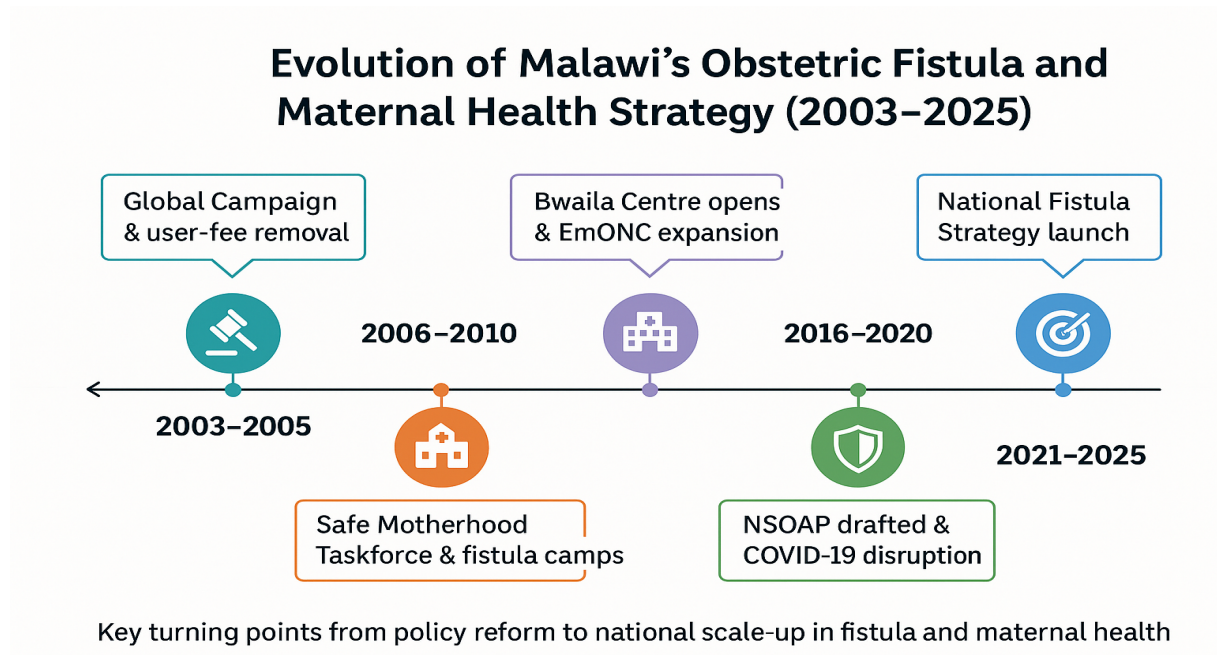 Evolution of Malawi's Obstetric Fistula and
Maternal Health Strategy (2003–2025)
Global Campaign
& user-fee removal
Bwaila Centre opens
& EmONC expansion
National Fistula
Strategy launch
2006–2010
2016–2020
2003–2005
2021–2025
Safe Motherhood
Taskforce & fistula camps
NSOAP drafted &
COVID-19 disruption
Key turning points from policy reform to national scale-up in fistula and maternal health